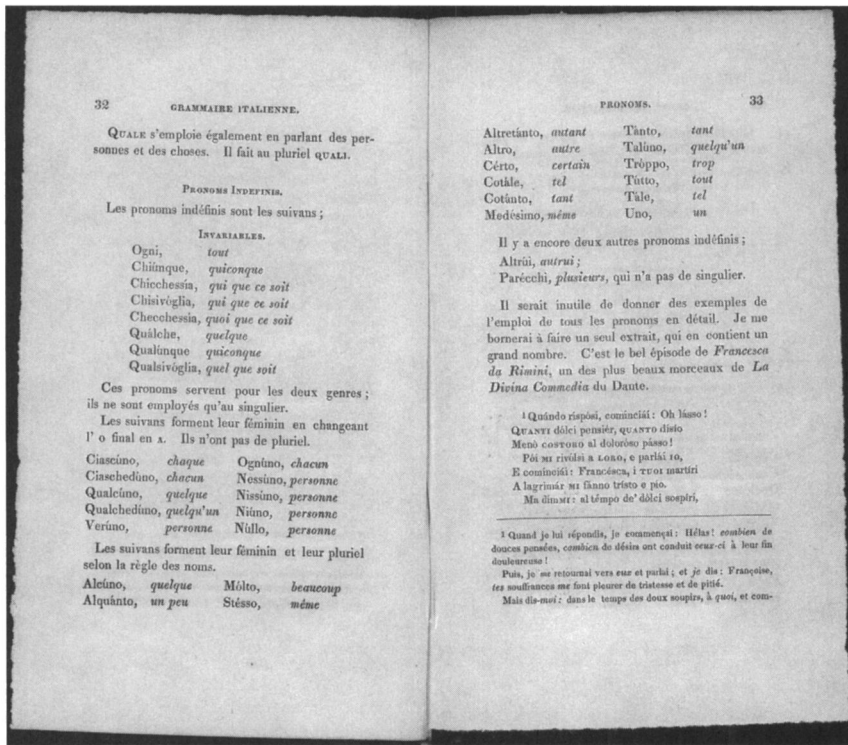 32
GRAMMAIRE ITALIENNE.
QUALE s'emploie également en parlant des per-
sonnes et des choses. Il fait au pluriel QUALI.
PRONOMS INDEFINIS.
Les pronoms indéfinis sont les suivans ;
INVARIABLES.
Ogni, tout
Chiúnque, quiconque
Chicchessía, qui que ce soit
Chisivòglia, qui que ce soit
Checchessía, quoi que ce soit
Quálche, quelque
Qualúnque quiconque
Qualsivòglia, quel que soit
Ces pronoms servent pour les deux genres ;
ils ne sont employés qu'au singulier.
Les suivans forment leur féminin en changeant
l' o final en A. Ils n'ont pas de pluriel.
Ciascúno, chaque Ognúno, chacun
Ciaschedúno, chacun Nessúno, personne
Qualcúno, quelque Nissúno, personne
Qualchedúno, quelqu'un Niúno, personne
Verúno, personne Núllo, personne
Les suivans forment leur féminin et leur pluriel
selon la règle des noms.
Alcúno, quelque Mólto, beaucoup
Alquánto, un peu Stésso, même
PRONOMS.
33
Altretánto, autant Tánto, tant
Altro, autre Talúno, quelqu'un
Cérto, certain Tròppo, trop
Cotále, tel Tútto, tout
Cotánto, tant Tále, tel
Medésimo, même Uno, un
Il y a encore deux autres pronoms indéfinis ;
Altrúi, autrui ;
Parécchi, plusieurs, qui n'a pas de singulier.
Il serait inutile de donner des exemples de
l'emploi de tous les pronoms en détail. Je me
bornerai à faire un seul extrait, qui en contient un
grand nombre. C'est le bel épisode de Francesca
da Rimini, un des plus beaux morceaux de La
Divina Commedia du Dante.
1 Quándo rispósi, cominciái : Oh lásso !
QUANTI dólci pensiér, QUANTO disío
Menò COSTORO al doloróso pásso !
Pói MI rivólsi a LORO, e parlái IO,
E cominciái : Francésca, i TUOI martíri
A lagrimár MI fánno trísto e pío.
Ma dimMI : al témpo de' dólci sospíri,
1 Quand je lui répondis, je commençai : Hélas ! combien de
douces pensées, combien de désirs ont conduit ceux-ci à leur fin
douleureuse !
Puis, je me retournai vers eux et parlai ; et je dis : Françoise,
tes souffrances me font pleurer de tristesse et de pitié.
Mais dis-moi : dans le temps des doux soupirs, à quoi, et com-